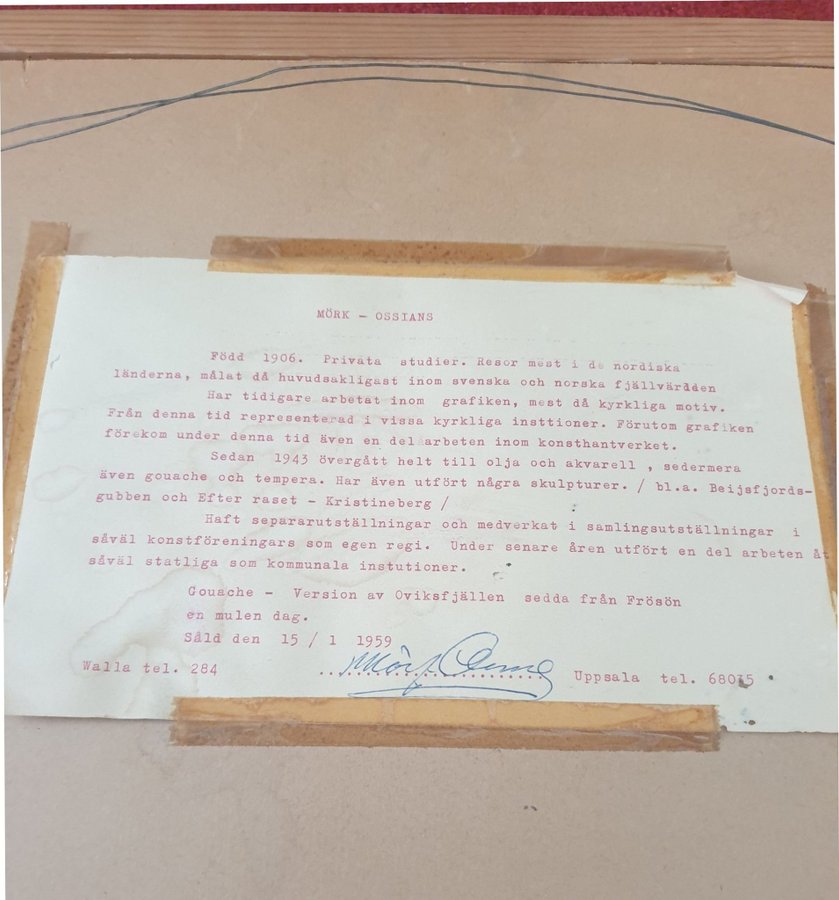 MÖRK - OSSIANS
Född 1906. Privata studier. Resor mest i de nordiska
länderna, målat då huvudsakligast inom svenska och norska fjällvärdden
Har tidigare arbetat inom grafiken, mest då kyrkliga motiv.
Från denna tid representerad i vissa kyrkliga insttioner. Förutom grafiken
förekom under denna tid även en del arbeten inom konsthantverket.
Sedan 1943 övergått helt till olja och akvarell , sedermera
även gouache och tempera. Har även utfört några skulpturer. / bl.a. Beijsfjords-
gubben och Efter raset - Kristineberg /
Haft separarutställningar och medverkat i samlingsutställningar i
såväl konstföreningars som egen regi. Under senare åren utfört en del arbeten åt
såväl statliga som kommunala instutioner.
Gouache - Version av Oviksfjällen sedda från Frösön
en mulen dag.
Såld den 15 / 1 1959
Walla tel. 284 Uppsala tel. 68035